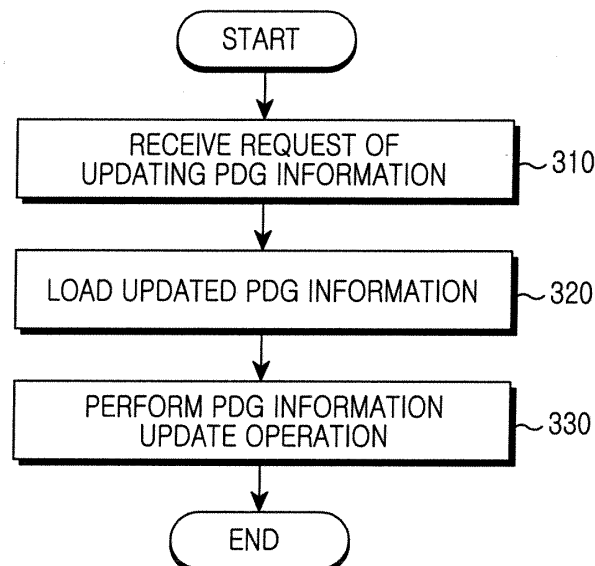 START
RECEIVE REQUEST OF
UPDATING PDG INFORMATION
310
LOAD UPDATED PDG INFORMATION
320
PERFORM PDG INFORMATION
UPDATE OPERATION
330
END